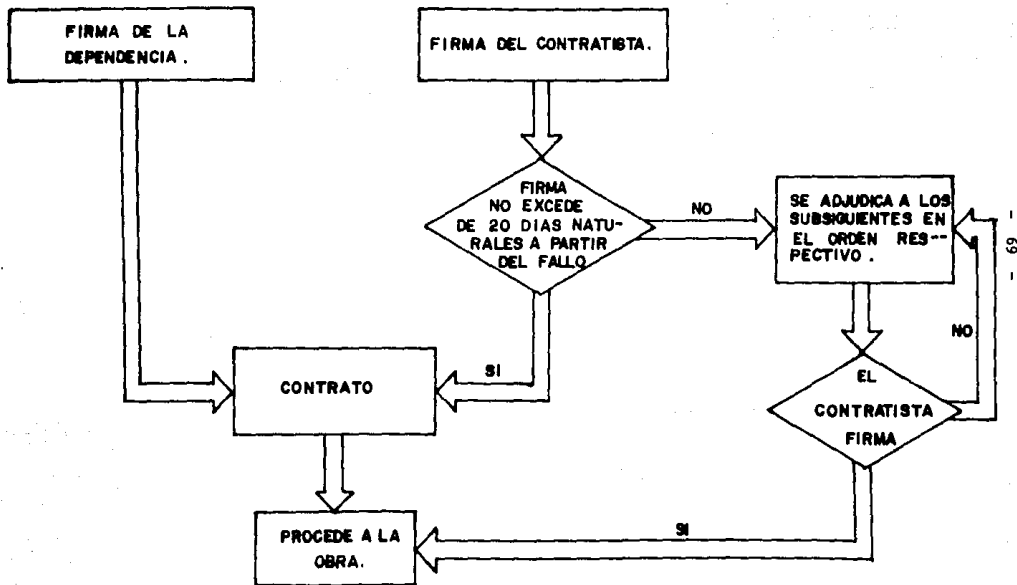 FIRMA DE LA
DEPENDENCIA .
FIRMA DEL CONTRATISTA.
FIRMA
NO EXCEDE
DE 20 DIAS NATU-
RALES A PARTIR
DEL FALLO
NO
SE ADJUDICA A LOS
SUBSIGUIENTES EN
EL ORDEN RES--
PECTIVO .
- 69 -
NO
SI
CONTRATO
EL
CONTRATISTA
FIRMA
SI
PROCEDE A LA
OBRA.